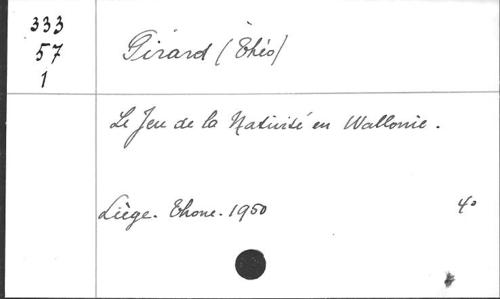 333
57
1
Pirard (Théo)
Le Jeu de la Nativité en Wallonie.
Liège. Thone. 1950 4°